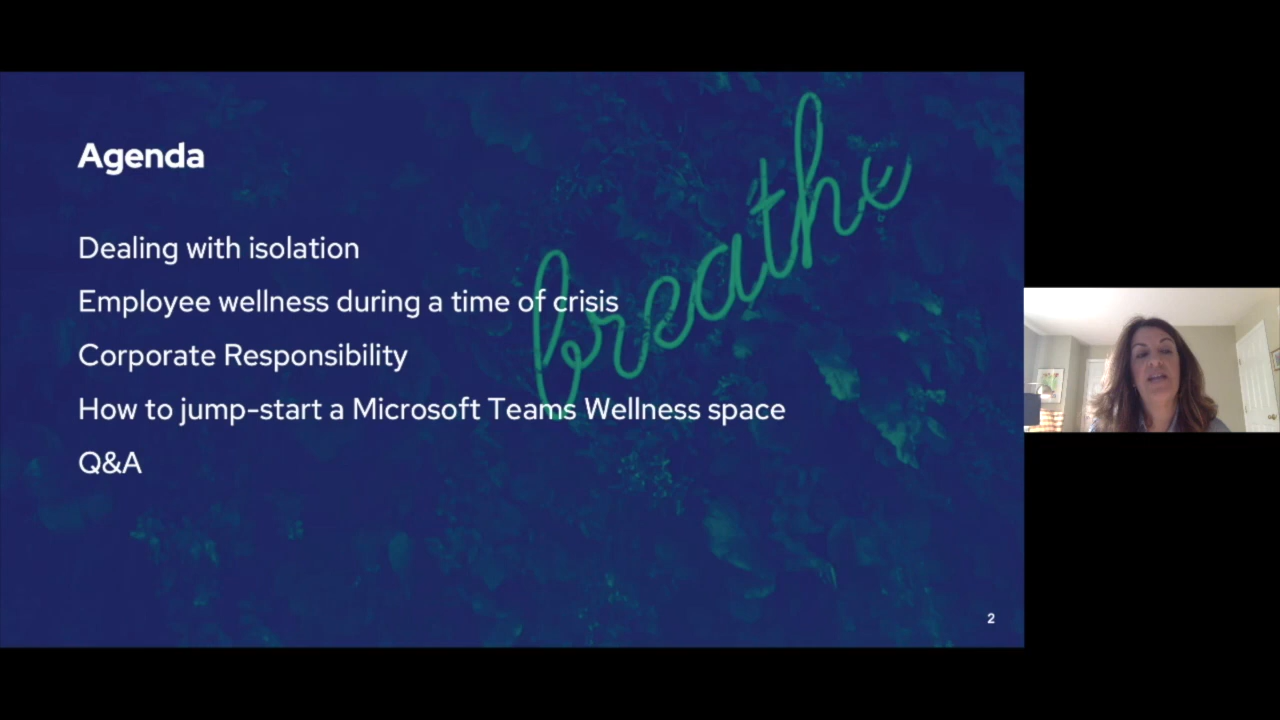 Agenda
breathe
Dealing with isolation
Employee wellness during a time of crisis
Corporate Responsibility
How to jump-start a Microsoft Teams Wellness space
Q&A
2